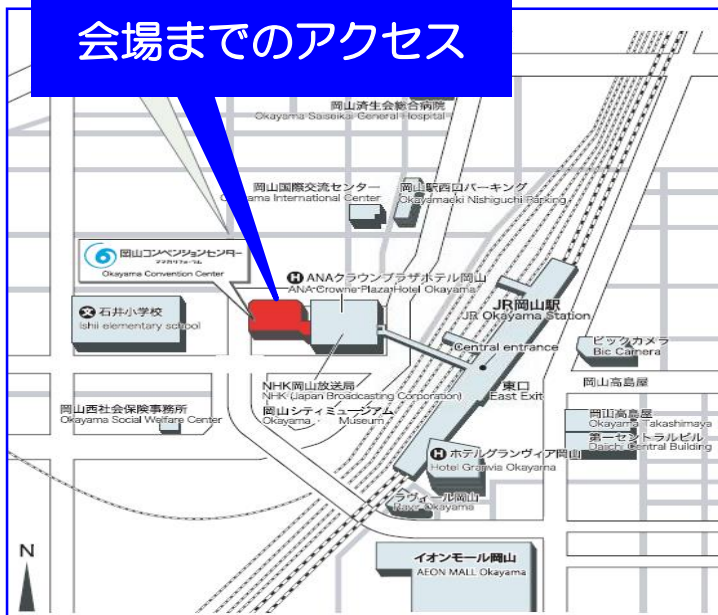 会場までのアクセス
岡山済生会総合病院
Okayama Saiseikai General Hospital
岡山国際交流センター
Okayama International Center
岡山駅西口パーキング
Okayamaeki Nishiguchi Parking
岡山コンベンションセンター
ママカリフォーラム
Okayama Convention Center
H ANAクラウンプラザホテル岡山
ANA Crowne Plaza Hotel Okayama
文 石井小学校
Ishii elementary school
JR岡山駅
JR Okayama Station
Central entrance
ビックカメラ
Bic Camera
NHK岡山放送局
NHK (Japan Broadcasting Corporation)
岡山シティミュージアム
Okayama Museum
東口
East Exit
岡山高島屋
岡山西社会保険事務所
Okayama Social Welfare Center
岡山高島屋
Okayama Takashimaya
第一セントラルビル
Daiichi Central Building
H ホテルグランヴィア岡山
Hotel Granvia Okayama
ラヴィール岡山
Ravir Okayama
イオンモール岡山
AEON MALL Okayama
N